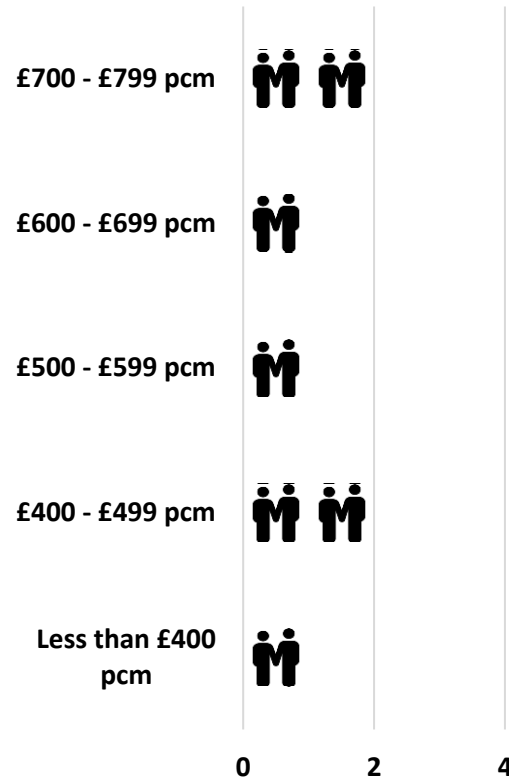 £700 - £799 pcm
£600 - £699 pcm
£500 - £599 pcm
£400 - £499 pcm
Less than £400
pcm
0 2 4